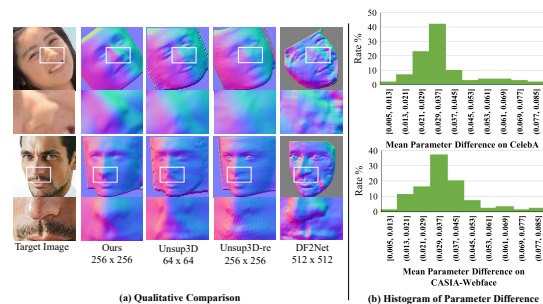 Target Image
Ours
256 x 256
Unsup3D
64 x 64
Unsup3D-re
256 x 256
DF2Net
512 x 512
(a) Qualitative Comparison
Rate %
50
40
30
20
10
0
[0.005, 0.013]
(0.013, 0.021]
(0.021, 0.029]
(0.029, 0.037]
(0.037, 0.045]
(0.045, 0.053]
(0.053, 0.061]
(0.061, 0.069]
(0.069, 0.077]
(0.077, 0.085]
Mean Parameter Difference on CelebA
Rate %
40
30
20
10
0
[0.005, 0.013]
(0.013, 0.021]
(0.021, 0.029]
(0.029, 0.037]
(0.037, 0.045]
(0.045, 0.053]
(0.053, 0.061]
(0.061, 0.069]
(0.069, 0.077]
(0.077, 0.085]
Mean Parameter Difference on
CASIA-Webface
(b) Histogram of Parameter Difference